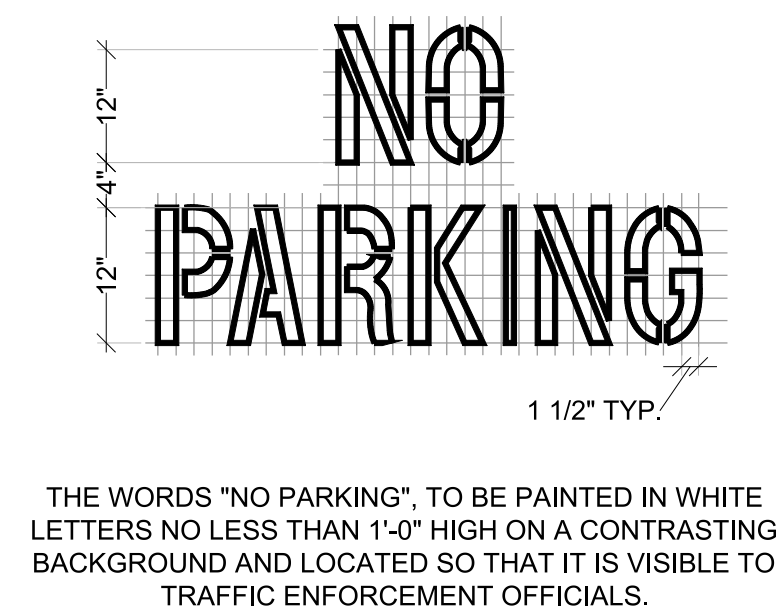 NO
12"
4"
PARKING
12"
1 1/2" TYP.
THE WORDS "NO PARKING", TO BE PAINTED IN WHITE
LETTERS NO LESS THAN 1'-0" HIGH ON A CONTRASTING
BACKGROUND AND LOCATED SO THAT IT IS VISIBLE TO
TRAFFIC ENFORCEMENT OFFICIALS.